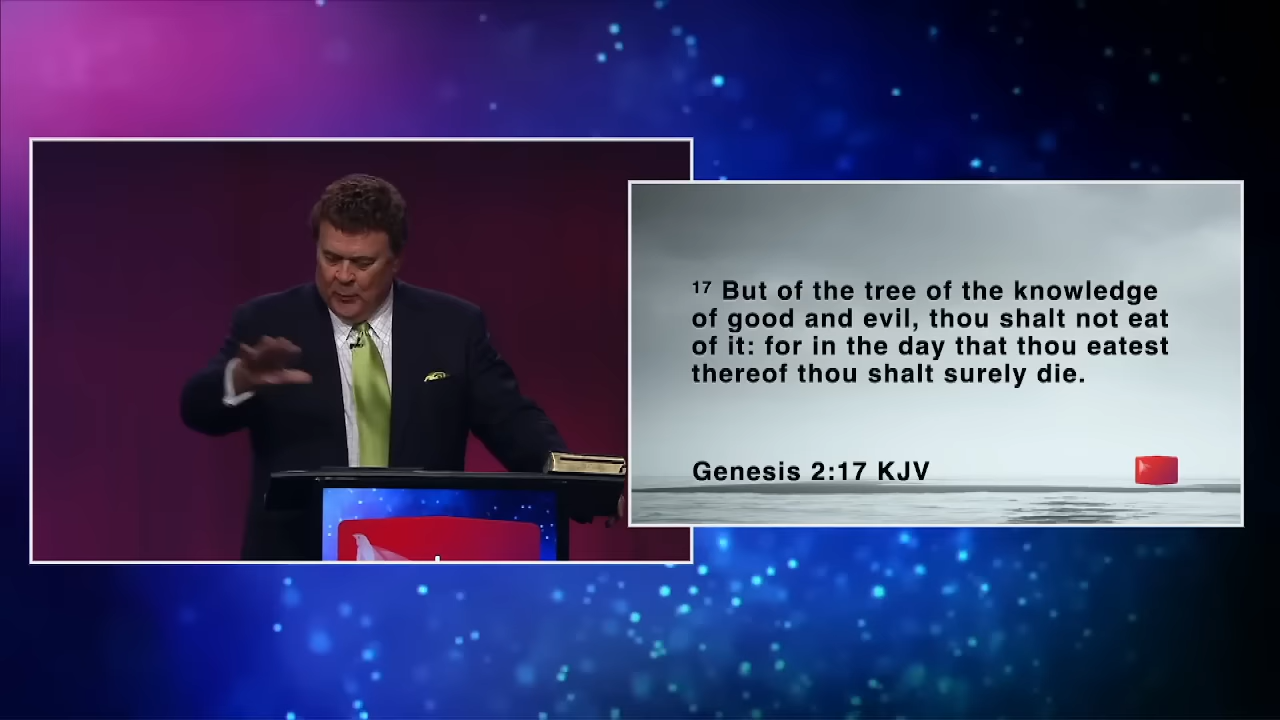 17 But of the tree of the knowledge
of good and evil, thou shalt not eat
of it: for in the day that thou eatest
thereof thou shalt surely die.
Genesis 2:17 KJV